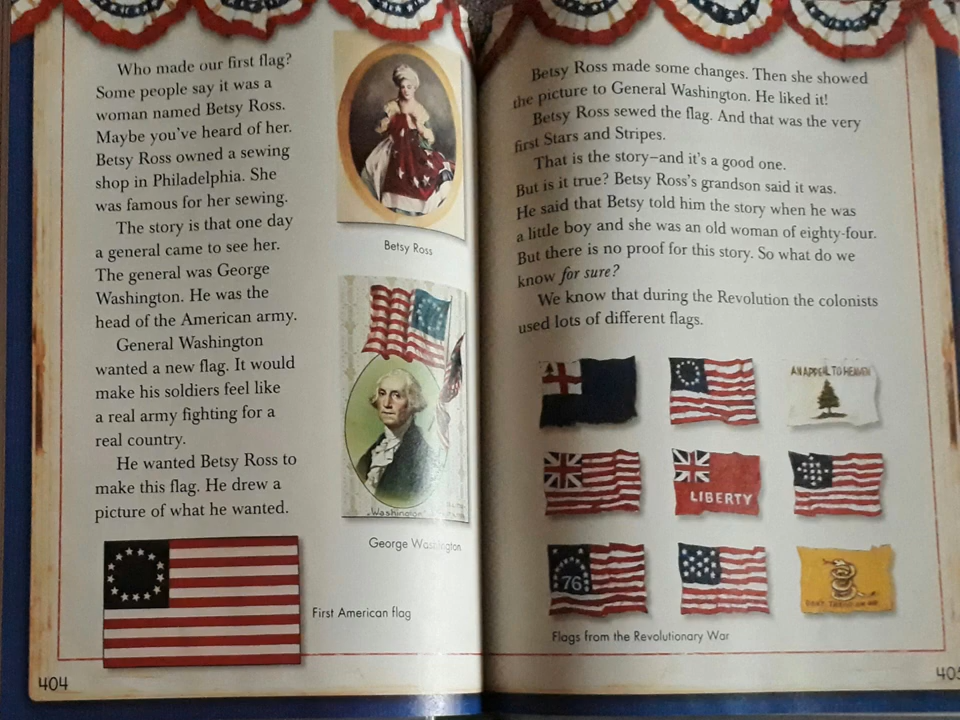 Who made our first flag?
Some people say it was a
woman named Betsy Ross.
Maybe you've heard of her.
Betsy Ross owned a sewing
shop in Philadelphia. She
was famous for her sewing.
The story is that one day
a general came to see her.
The general was George
Washington. He was the
head of the American army.
General Washington
wanted a new flag. It would
make his soldiers feel like
a real army fighting for a
real country.
He wanted Betsy Ross to
make this flag. He drew a
picture of what he wanted.
Betsy Ross
Washington
George Washington
First American flag
404
Betsy Ross made some changes. Then she showed
the picture to General Washington. He liked it!
Betsy Ross sewed the flag. And that was the very
first Stars and Stripes.
That is the story—and it's a good one.
But is it true? Betsy Ross's grandson said it was.
He said that Betsy told him the story when he was
a little boy and she was an old woman of eighty-four.
But there is no proof for this story. So what do we
know for sure?
We know that during the Revolution the colonists
used lots of different flags.
AN APPEAL TO HEAVEN
LIBERTY
76
DON'T TREAD ON ME
Flags from the Revolutionary War
405